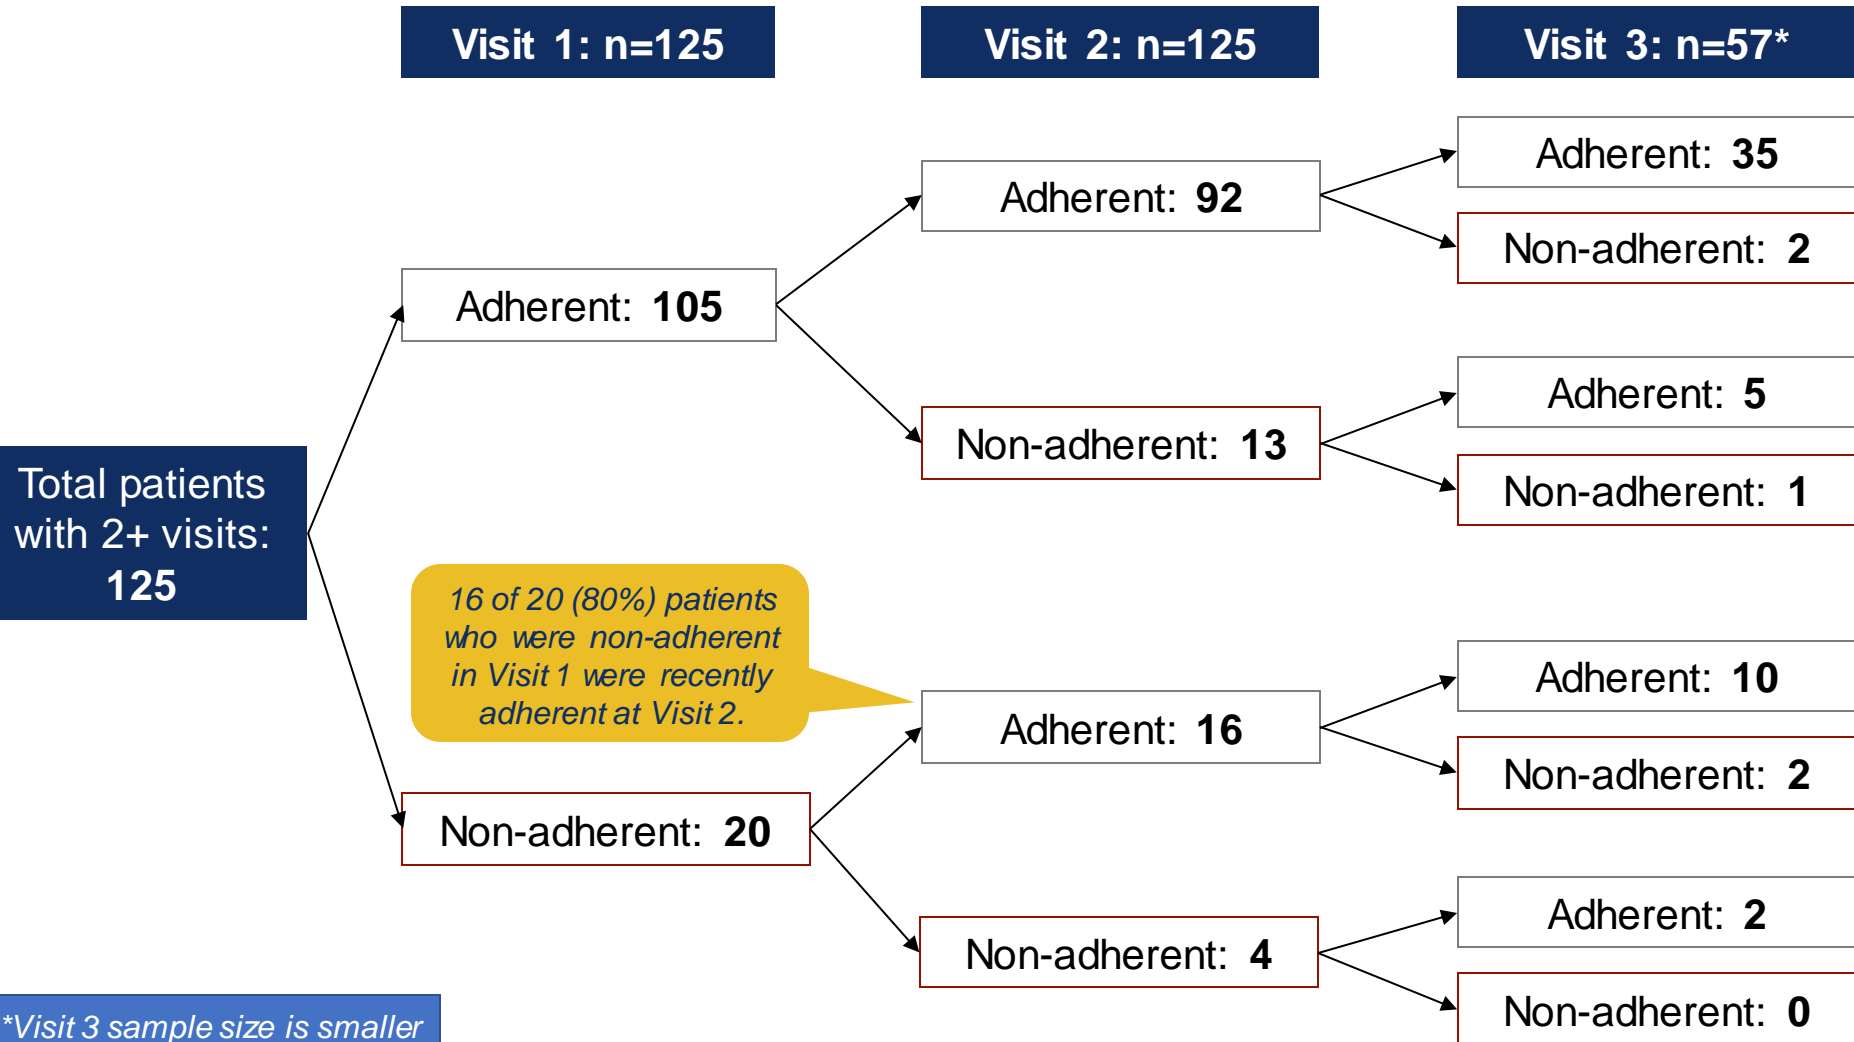 Visit 1: n=125
Visit 2: n=125
Visit 3: n=57*
Adherent: 35
Adherent: 92
Non-adherent: 2
Adherent: 105
Adherent: 5
Non-adherent: 13
Non-adherent: 1
Total patients
with 2+ visits:
125
16 of 20 (80%) patients
who were non-adherent
in Visit 1 were recently
adherent at Visit 2.
Adherent: 10
Adherent: 16
Non-adherent: 2
Non-adherent: 20
Adherent: 2
Non-adherent: 4
Non-adherent: 0
*Visit 3 sample size is smaller